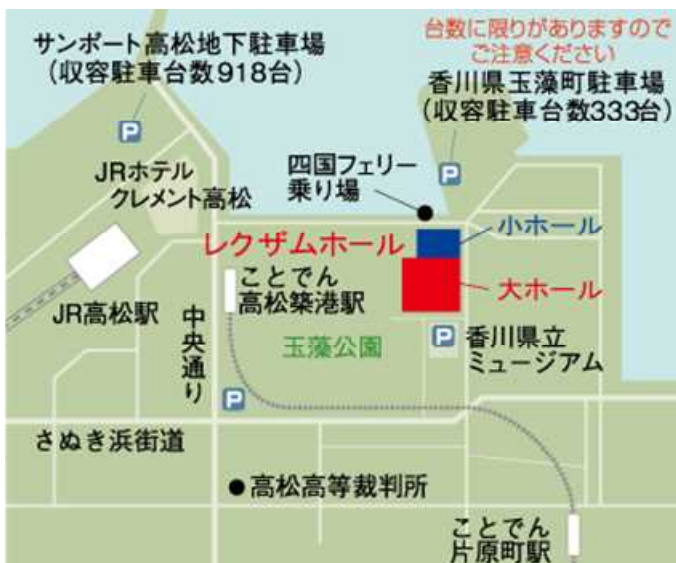 台数に限りがありますので
ご注意ください
サンポート高松地下駐車場
（収容駐車台数918台）
香川県玉藻町駐車場
（収容駐車台数333台）
P
P
JRホテル
クレメント高松
四国フェリー
乗り場
小ホール
レクザムホール
大ホール
ことでん
高松築港駅
JR高松駅
中央通り
玉藻公園
P
香川県立
ミュージアム
P
さぬき浜街道
高松高等裁判所
ことでん
片原町駅